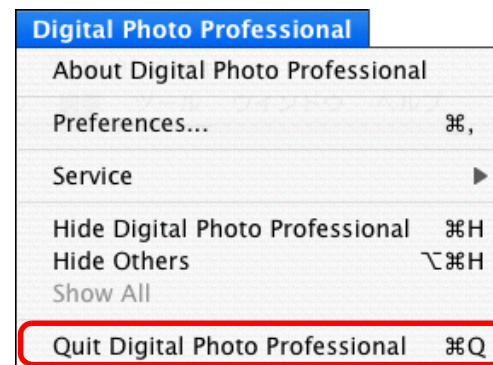 Digital Photo Professional
About Digital Photo Professional
Preferences... ⌘,
Service ▶
Hide Digital Photo Professional ⌘H
Hide Others ⌥⌘H
Show All
Quit Digital Photo Professional ⌘Q